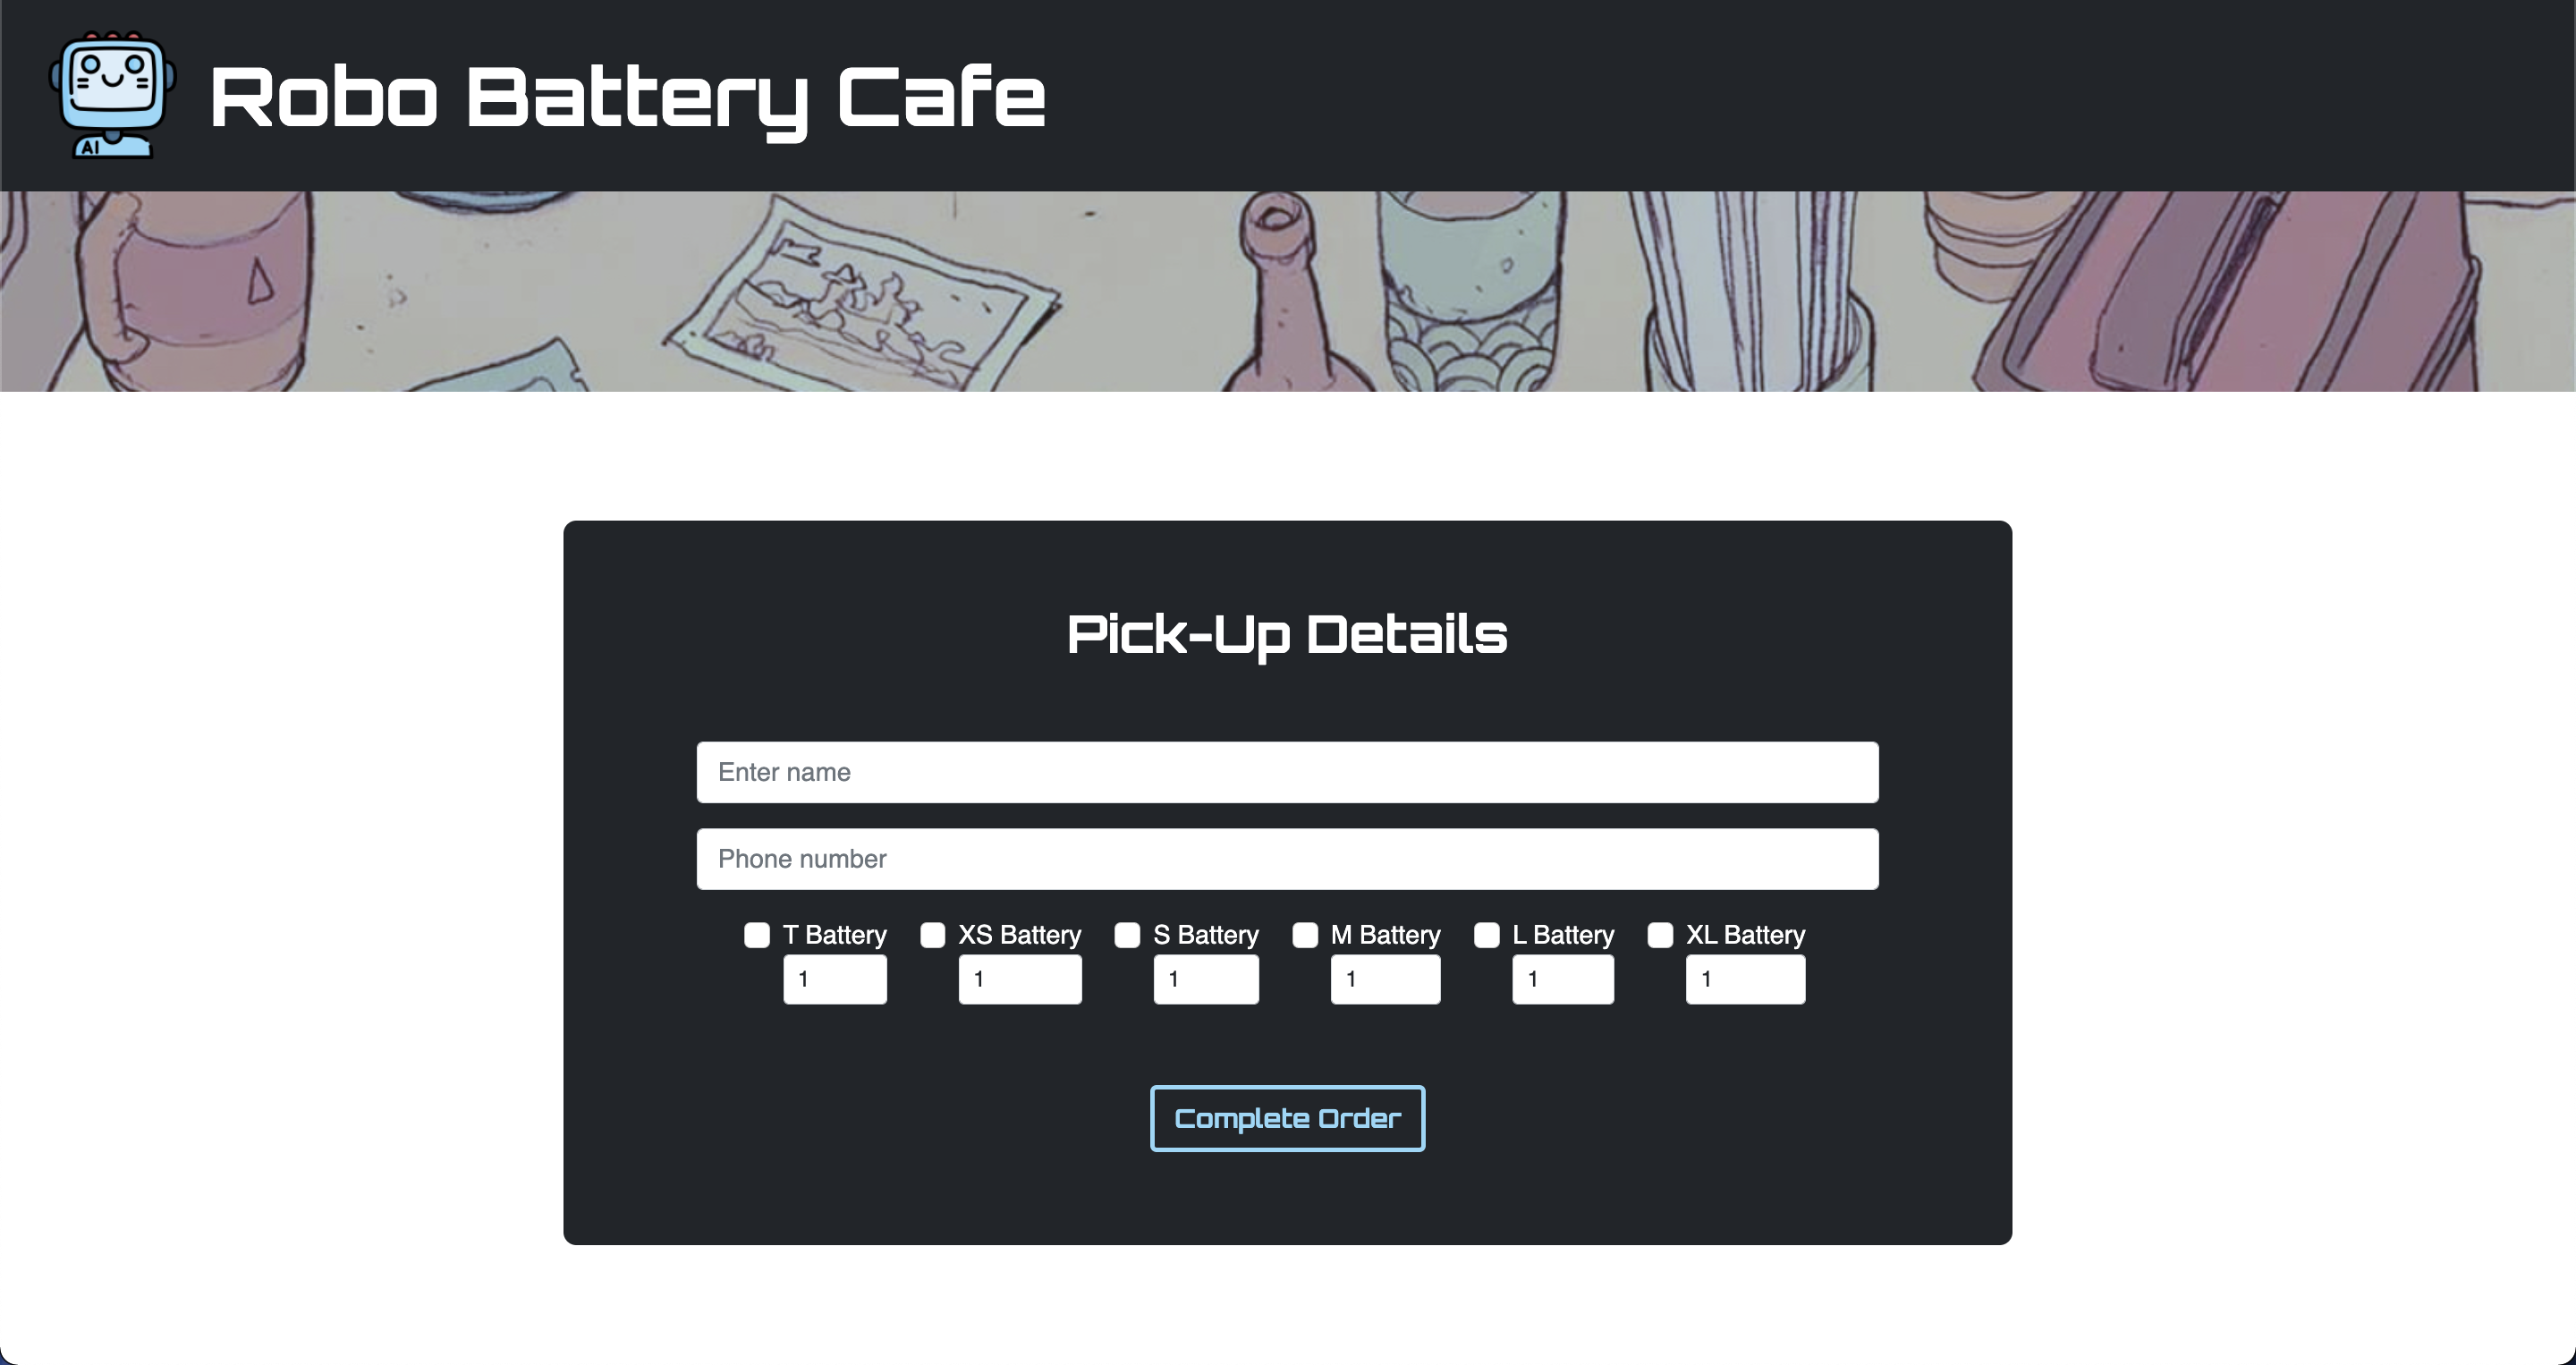 AI
Robo Battery Cafe
Pick-Up Details
Enter name
Phone number
T Battery XS Battery S Battery M Battery L Battery XL Battery
1 1 1 1 1 1
Complete Order